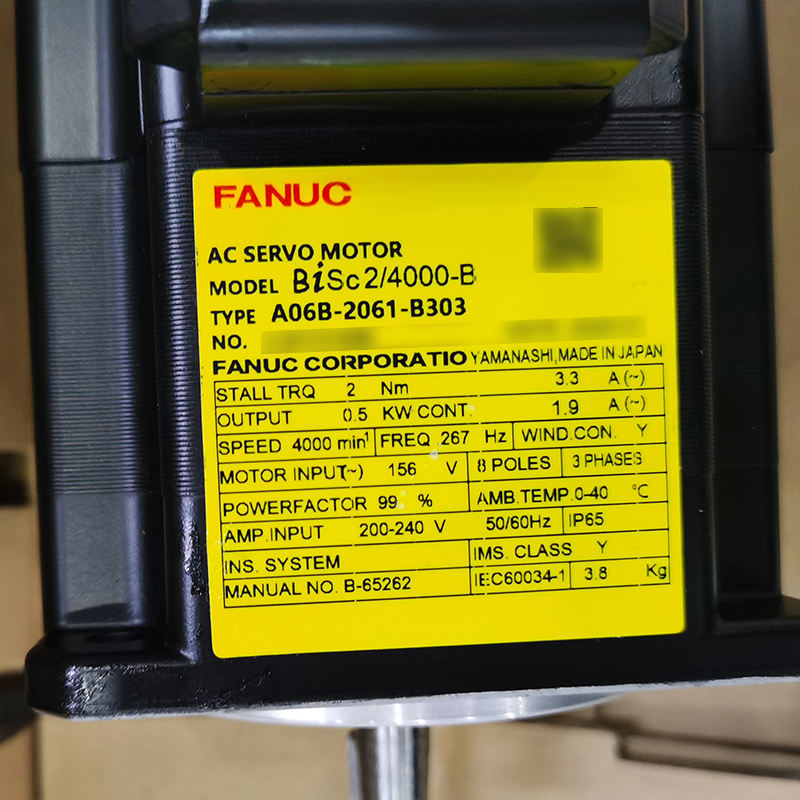 FANUC
AC SERVO MOTOR
MODEL BiSc2/4000-B
TYPE A06B-2061-B303
NO.
FANUC CORPORATIO YAMANASHI,MADE IN JAPAN
STALL TRQ 2 Nm 3.3 A(~)
OUTPUT 0.5 KW CONT. 1.9 A(~)
SPEED 4000 min¹ FREQ.267 Hz WIND.CON. Y
MOTOR INPUT(~) 156 V 8 POLES 3 PHASES
POWERFACTOR 99 % AMB.TEMP.0-40 °C
AMP.INPUT 200-240 V 50/60Hz IP65
INS. SYSTEM IMS. CLASS Y
MANUAL NO. B-65262 IEC60034-1 3.8 Kg